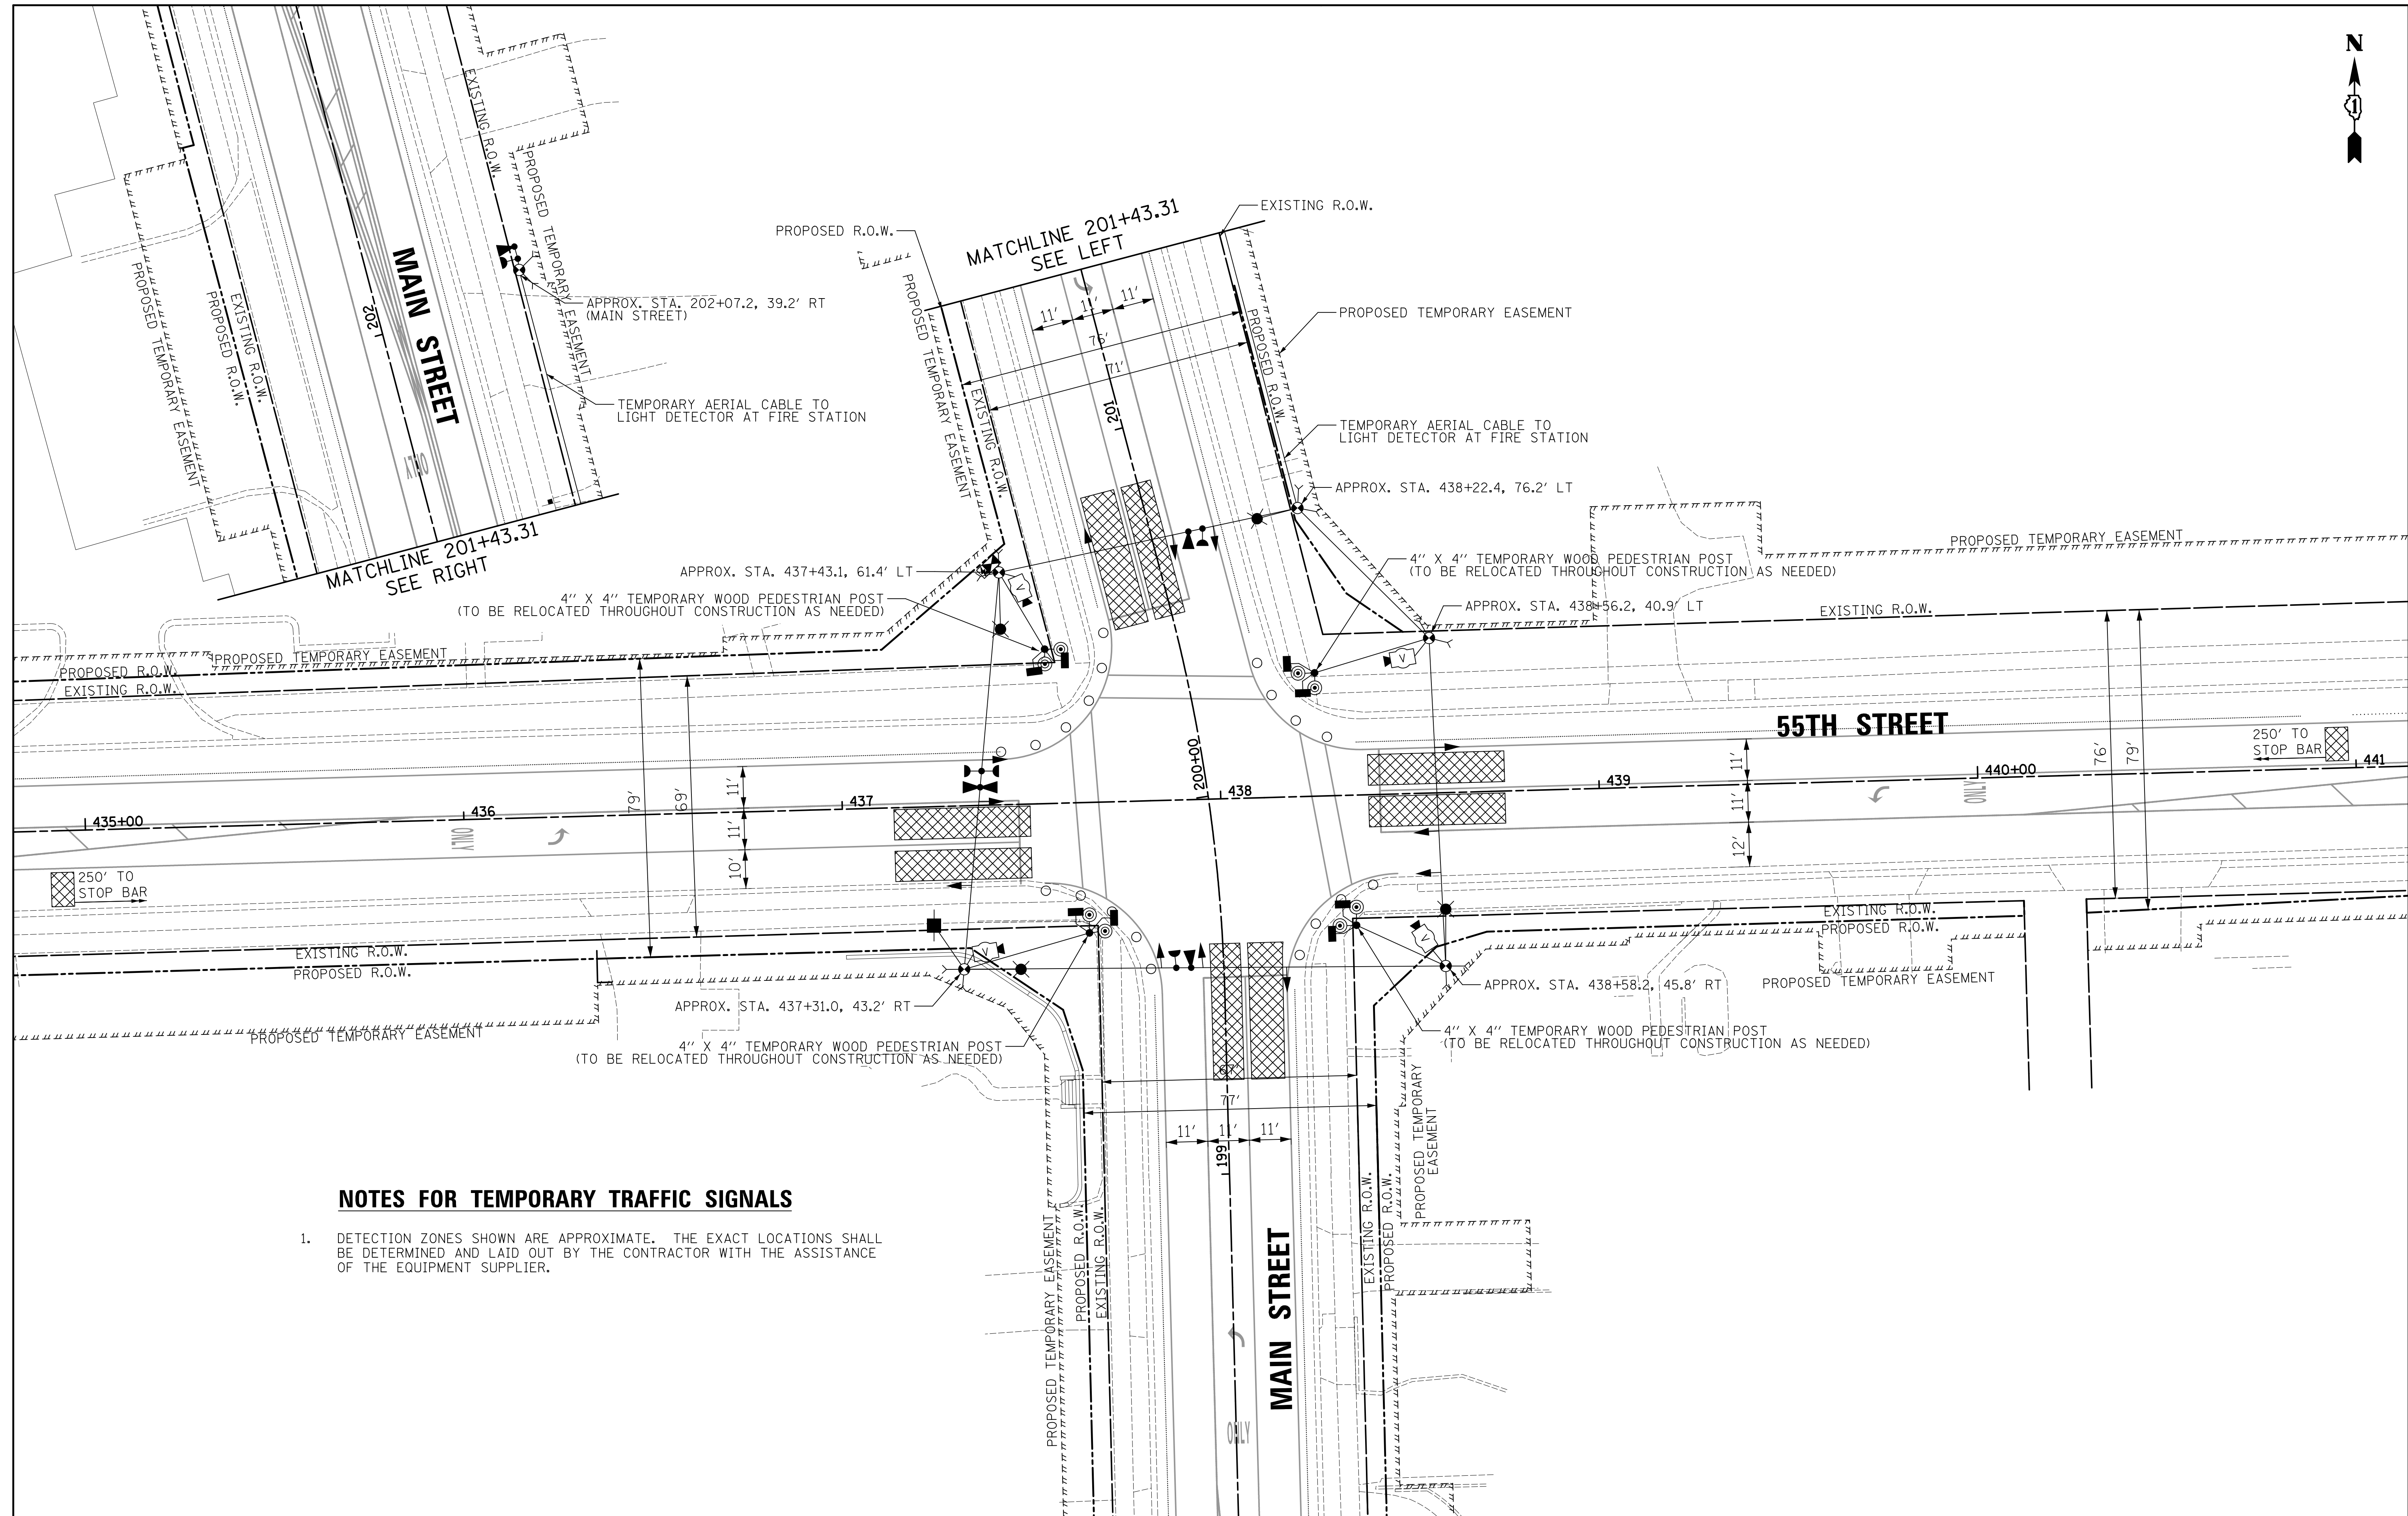 N
1
EXISTING R.O.W.
PROPOSED TEMPORARY EASEMENT
PROPOSED TEMPORARY EASEMENT
PROPOSED R.O.W.
EXISTING R.O.W.
202
MAIN STREET
ONLY
APPROX. STA. 202+07.2, 39.2' RT
(MAIN STREET)
TEMPORARY AERIAL CABLE TO
LIGHT DETECTOR AT FIRE STATION
MATCHLINE 201+43.31
SEE RIGHT
PROPOSED R.O.W.
MATCHLINE 201+43.31
SEE LEFT
EXISTING R.O.W.
11'
11'
11'
76'
71'
201
PROPOSED TEMPORARY EASEMENT
EXISTING R.O.W.
PROPOSED R.O.W.
PROPOSED TEMPORARY EASEMENT
TEMPORARY AERIAL CABLE TO
LIGHT DETECTOR AT FIRE STATION
APPROX. STA. 438+22.4, 76.2' LT
4'' X 4'' TEMPORARY WOOD PEDESTRIAN POST
(TO BE RELOCATED THROUGHOUT CONSTRUCTION AS NEEDED)
APPROX. STA. 438+56.2, 40.9' LT
PROPOSED TEMPORARY EASEMENT
EXISTING R.O.W.
APPROX. STA. 437+43.1, 61.4' LT
4'' X 4'' TEMPORARY WOOD PEDESTRIAN POST
(TO BE RELOCATED THROUGHOUT CONSTRUCTION AS NEEDED)
V
V
PROPOSED TEMPORARY EASEMENT
PROPOSED R.O.W.
EXISTING R.O.W.
55TH STREET
250' TO
STOP BAR
76'
79'
79'
69'
11'
11'
10'
11'
11'
12'
435+00
436
437
200+00
438
439
440+00
441
ONLY
ONLY
250' TO
STOP BAR
EXISTING R.O.W.
PROPOSED R.O.W.
PROPOSED TEMPORARY EASEMENT
V
V
EXISTING R.O.W.
PROPOSED R.O.W.
PROPOSED TEMPORARY EASEMENT
APPROX. STA. 437+31.0, 43.2' RT
4'' X 4'' TEMPORARY WOOD PEDESTRIAN POST
(TO BE RELOCATED THROUGHOUT CONSTRUCTION AS NEEDED)
APPROX. STA. 438+58.2, 45.8' RT
4'' X 4'' TEMPORARY WOOD PEDESTRIAN POST
(TO BE RELOCATED THROUGHOUT CONSTRUCTION AS NEEDED)
67'
77'
11'
11'
11'
199
PROPOSED TEMPORARY
EASEMENT
PROPOSED TEMPORARY EASEMENT
PROPOSED R.O.W.
EXISTING R.O.W.
EXISTING R.O.W.
PROPOSED R.O.W.
MAIN STREET
ONLY
NOTES FOR TEMPORARY TRAFFIC SIGNALS
1. DETECTION ZONES SHOWN ARE APPROXIMATE. THE EXACT LOCATIONS SHALL
BE DETERMINED AND LAID OUT BY THE CONTRACTOR WITH THE ASSISTANCE
OF THE EQUIPMENT SUPPLIER.